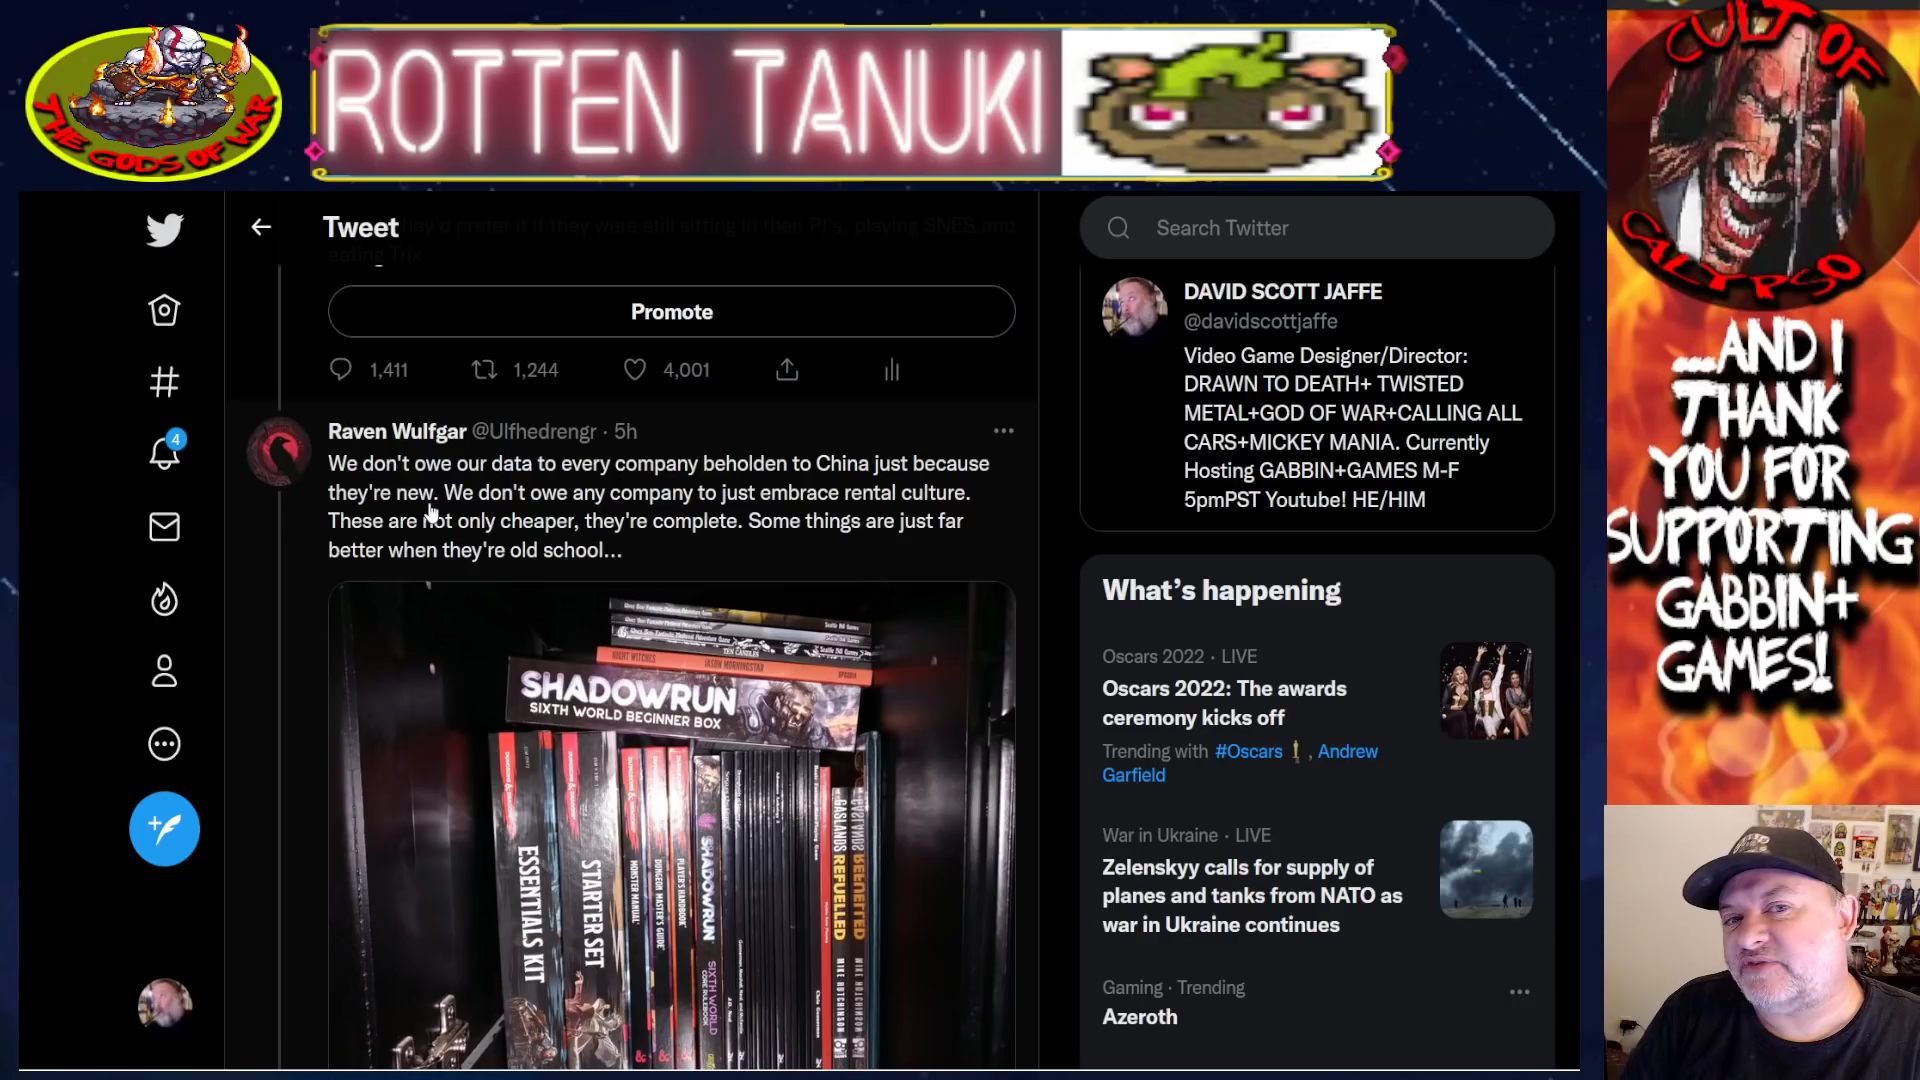 THE GODS OF WAR
ROTTEN TANUKI
CULT OF
CALYPSO
...AND I
THANK
YOU FOR
SUPPORTING
GABBIN+
GAMES!
Tweet
they'd prefer it if they were still sitting in their PJ's, playing SNES and
eating Trix.
Promote
1,411
1,244
4,001
Raven Wulfgar @Ulfhedrengr · 5h
We don't owe our data to every company beholden to China just because
they're new. We don't owe any company to just embrace rental culture.
These are not only cheaper, they're complete. Some things are just far
better when they're old school...
NIGHT WITCHES JASON MORNINGSTAR
SHADOWRUN
SIXTH WORLD BEGINNER BOX
ESSENTIALS KIT
STARTER SET
MONSTER MANUAL
DUNGEON MASTER'S GUIDE
PLAYER'S HANDBOOK
SHADOWRUN
SIXTH WORLD
CORE RULEBOOK
GASLANDS REFUELLED
MIKE HUTCHINSON
4
Search Twitter
DAVID SCOTT JAFFE
@davidscottjaffe
Video Game Designer/Director:
DRAWN TO DEATH+ TWISTED
METAL+GOD OF WAR+CALLING ALL
CARS+MICKEY MANIA. Currently
Hosting GABBIN+GAMES M-F
5pmPST Youtube! HE/HIM
What's happening
Oscars 2022 · LIVE
Oscars 2022: The awards
ceremony kicks off
Trending with #Oscars , Andrew
Garfield
War in Ukraine · LIVE
Zelenskyy calls for supply of
planes and tanks from NATO as
war in Ukraine continues
Gaming · Trending
Azeroth